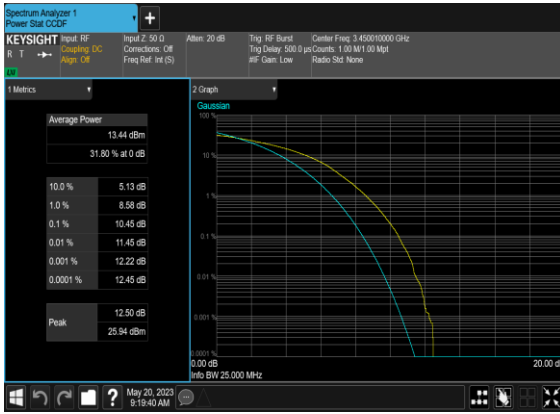 Spectrum Analyzer 1
Power Stat CCDF
+
KEYSIGHT
R T
LV
Input: RF
Coupling: DC
Align: Off
Input Z: 50 Ω
Corrections: Off
Freq Ref: Int (S)
Atten: 20 dB
Trig: RF Burst
Trig Delay: 500.0 µs
#IF Gain: Low
Center Freq: 3.450010000 GHz
Counts: 1.00 M/1.00 Mpt
Radio Std: None
1 Metrics
Average Power
13.44 dBm
31.80 % at 0 dB
10.0 % 5.13 dB
1.0 % 8.58 dB
0.1 % 10.45 dB
0.01 % 11.45 dB
0.001 % 12.22 dB
0.0001 % 12.45 dB
Peak
12.50 dB
25.94 dBm
2 Graph
Gaussian
100 %
10 %
1 %
0.1 %
0.01 %
0.001 %
0.0001 %
0.00 dB
20.00 d
Info BW 25.000 MHz
?
May 20, 2023
9:19:40 AM